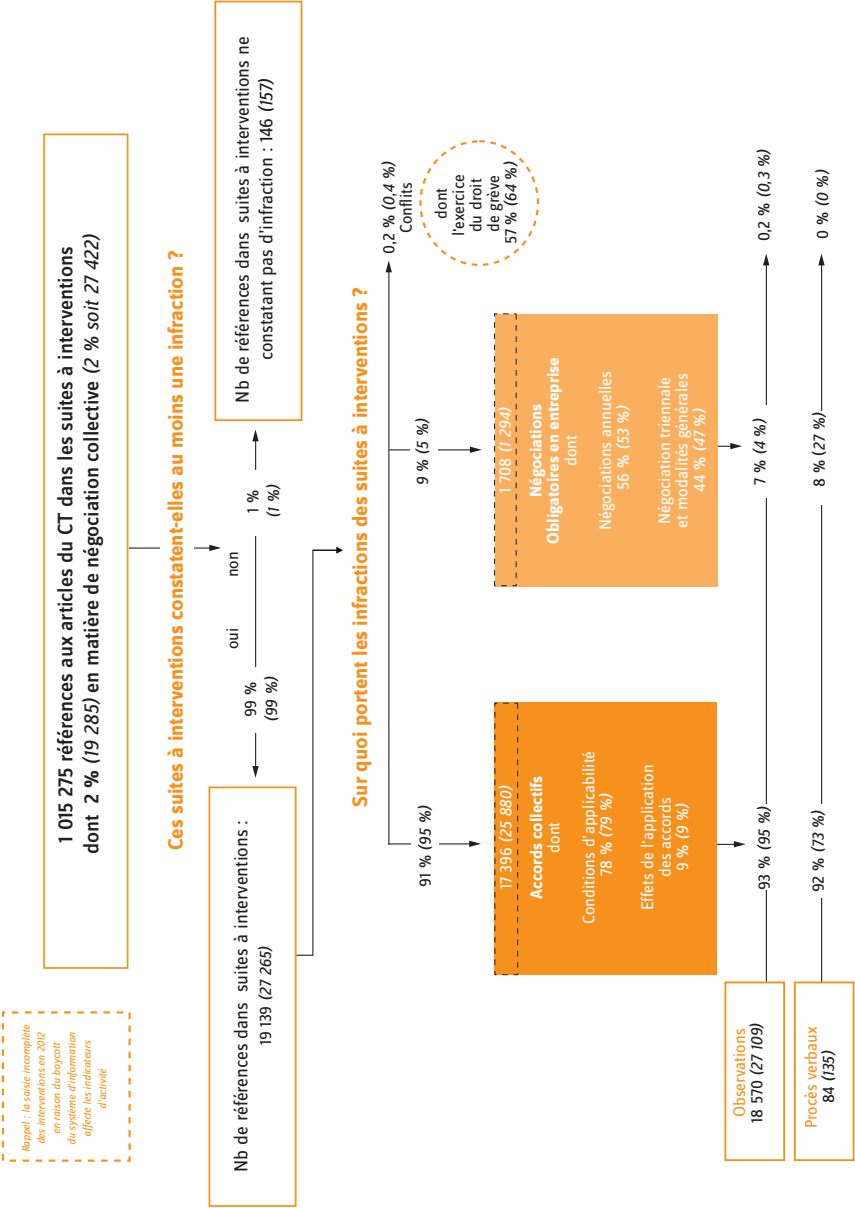 Rappel : la saisie incomplète
des interventions en 2012
en raison du boycott
du système d'information
affecte les indicateurs
d'activité
1 015 275 références aux articles du CT dans les suites à interventions
dont 2 % (19 285) en matière de négociation collective (2 % soit 27 422)
Ces suites à interventions constatent-elles au moins une infraction ?
oui
non
99 %
(99 %)
1 %
(1 %)
Nb de références dans suites à interventions :
19 139 (27 265)
Nb de références dans suites à interventions ne
constatant pas d'infraction : 146 (157)
Sur quoi portent les infractions des suites à interventions ?
91 % (95 %)
9 % (5 %)
0,2 % (0,4 %)
Conflits
dont
l'exercice
du droit
de grève
57 % (64 %)
17 396 (25 880)
Accords collectifs
dont
Conditions d'applicabilité
78 % (79 %)
Effets de l'application
des accords
9 % (9 %)
1 708 (1 294)
Négociations
Obligatoires en entreprise
dont
Négociations annuelles
56 % (53 %)
Négociation triennale
et modalités générales
44 % (47 %)
Observations
18 570 (27 109)
93 % (95 %)
7 % (4 %)
0,2 % (0,3 %)
Procès verbaux
84 (135)
92 % (73 %)
8 % (27 %)
0 % (0 %)